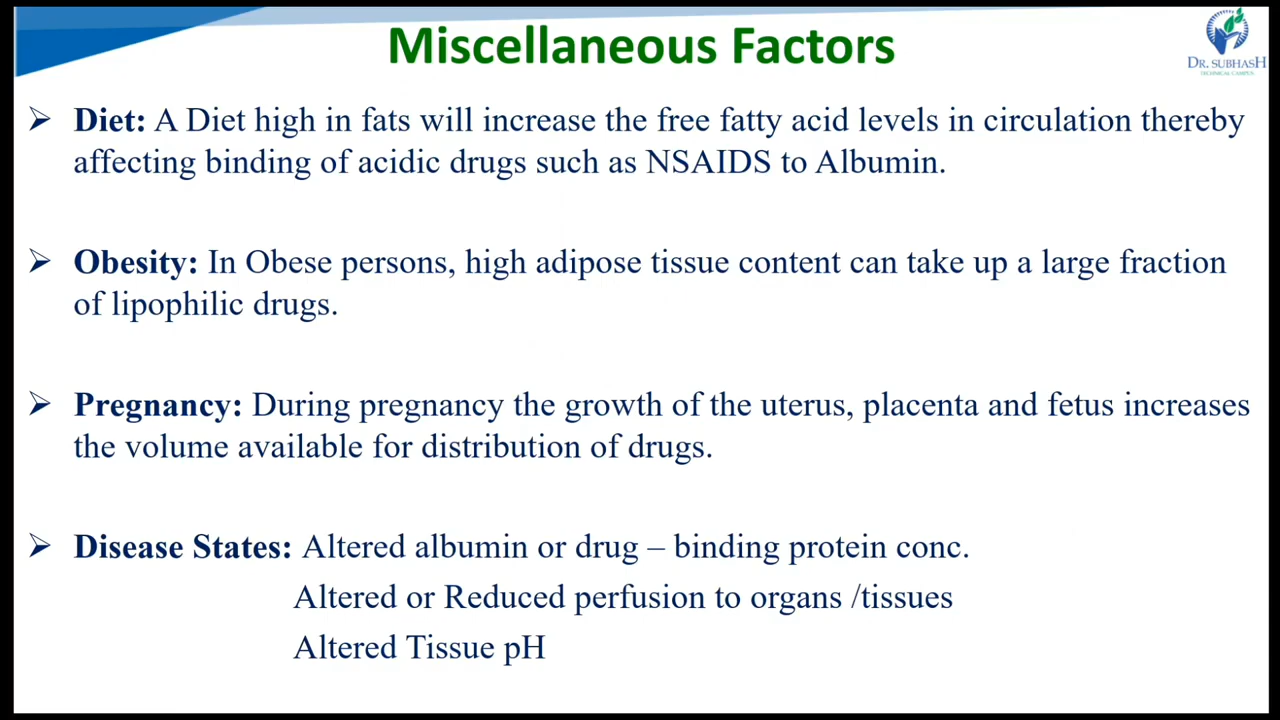 Miscellaneous Factors
DR. SUBHASH
TECHNICAL CAMPUS
➢ Diet: A Diet high in fats will increase the free fatty acid levels in circulation thereby
affecting binding of acidic drugs such as NSAIDS to Albumin.
➢ Obesity: In Obese persons, high adipose tissue content can take up a large fraction
of lipophilic drugs.
➢ Pregnancy: During pregnancy the growth of the uterus, placenta and fetus increases
the volume available for distribution of drugs.
➢ Disease States: Altered albumin or drug – binding protein conc.
Altered or Reduced perfusion to organs /tissues
Altered Tissue pH